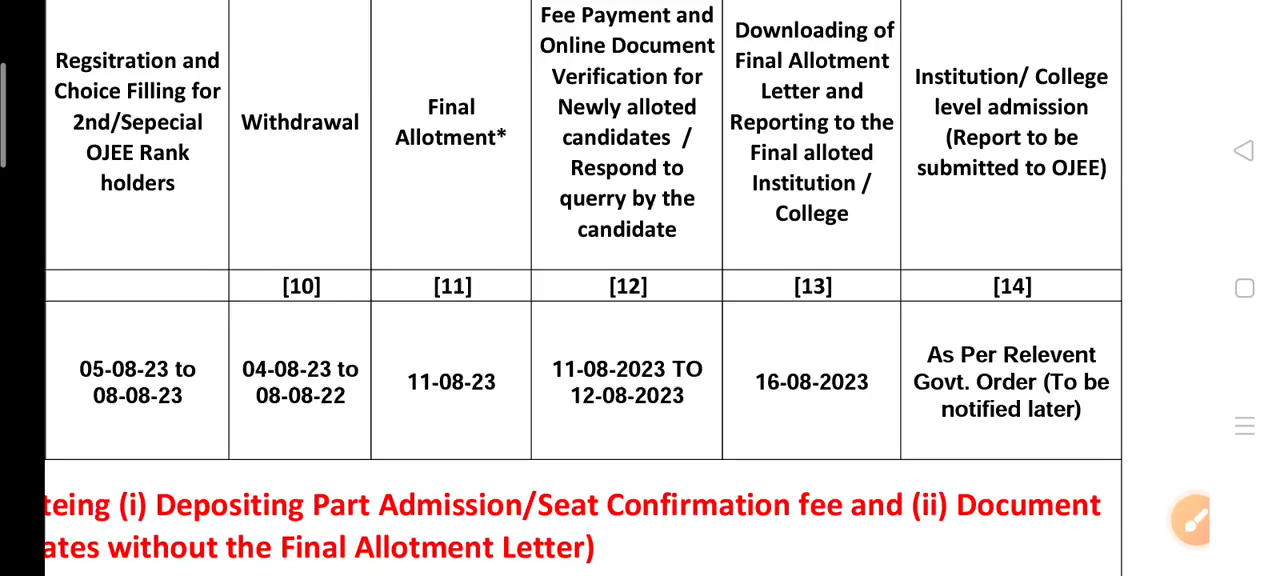 Regsitration and
Choice Filling for
2nd/Sepecial
OJEE Rank
holders
Withdrawal
Final
Allotment*
Fee Payment and
Online Document
Verification for
Newly alloted
candidates /
Respond to
querry by the
candidate
Downloading of
Final Allotment
Letter and
Reporting to the
Final alloted
Institution /
College
Institution/ College
level admission
(Report to be
submitted to OJEE)
[10]
[11]
[12]
[13]
[14]
05-08-23 to
08-08-23
04-08-23 to
08-08-22
11-08-23
11-08-2023 TO
12-08-2023
16-08-2023
As Per Relevent
Govt. Order (To be
notified later)
teing (i) Depositing Part Admission/Seat Confirmation fee and (ii) Document
ates without the Final Allotment Letter)